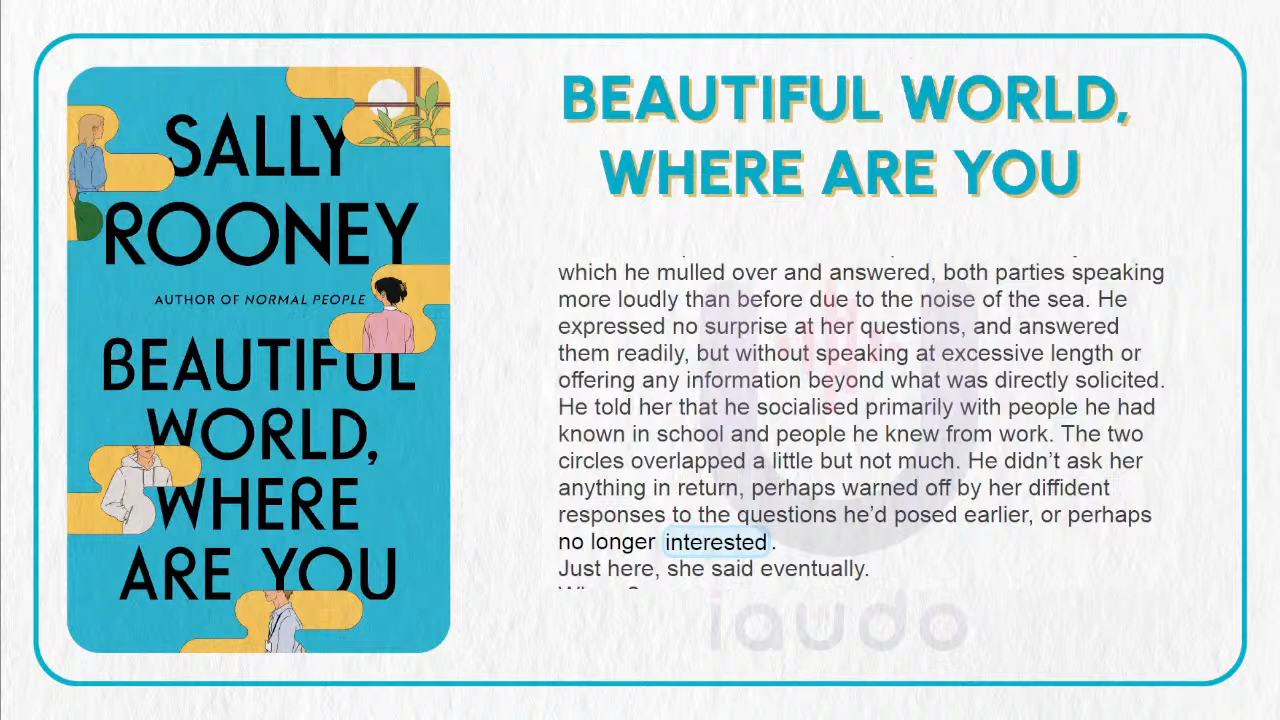 SALLY
ROONEY
AUTHOR OF NORMAL PEOPLE
BEAUTIFUL
WORLD,
WHERE
ARE YOU
BEAUTIFUL WORLD,
WHERE ARE YOU
which he mulled over and answered, both parties speaking
more loudly than before due to the noise of the sea. He
expressed no surprise at her questions, and answered
them readily, but without speaking at excessive length or
offering any information beyond what was directly solicited.
He told her that he socialised primarily with people he had
known in school and people he knew from work. The two
circles overlapped a little but not much. He didn’t ask her
anything in return, perhaps warned off by her diffident
responses to the questions he’d posed earlier, or perhaps
no longer interested.
Just here, she said eventually.
iaudo